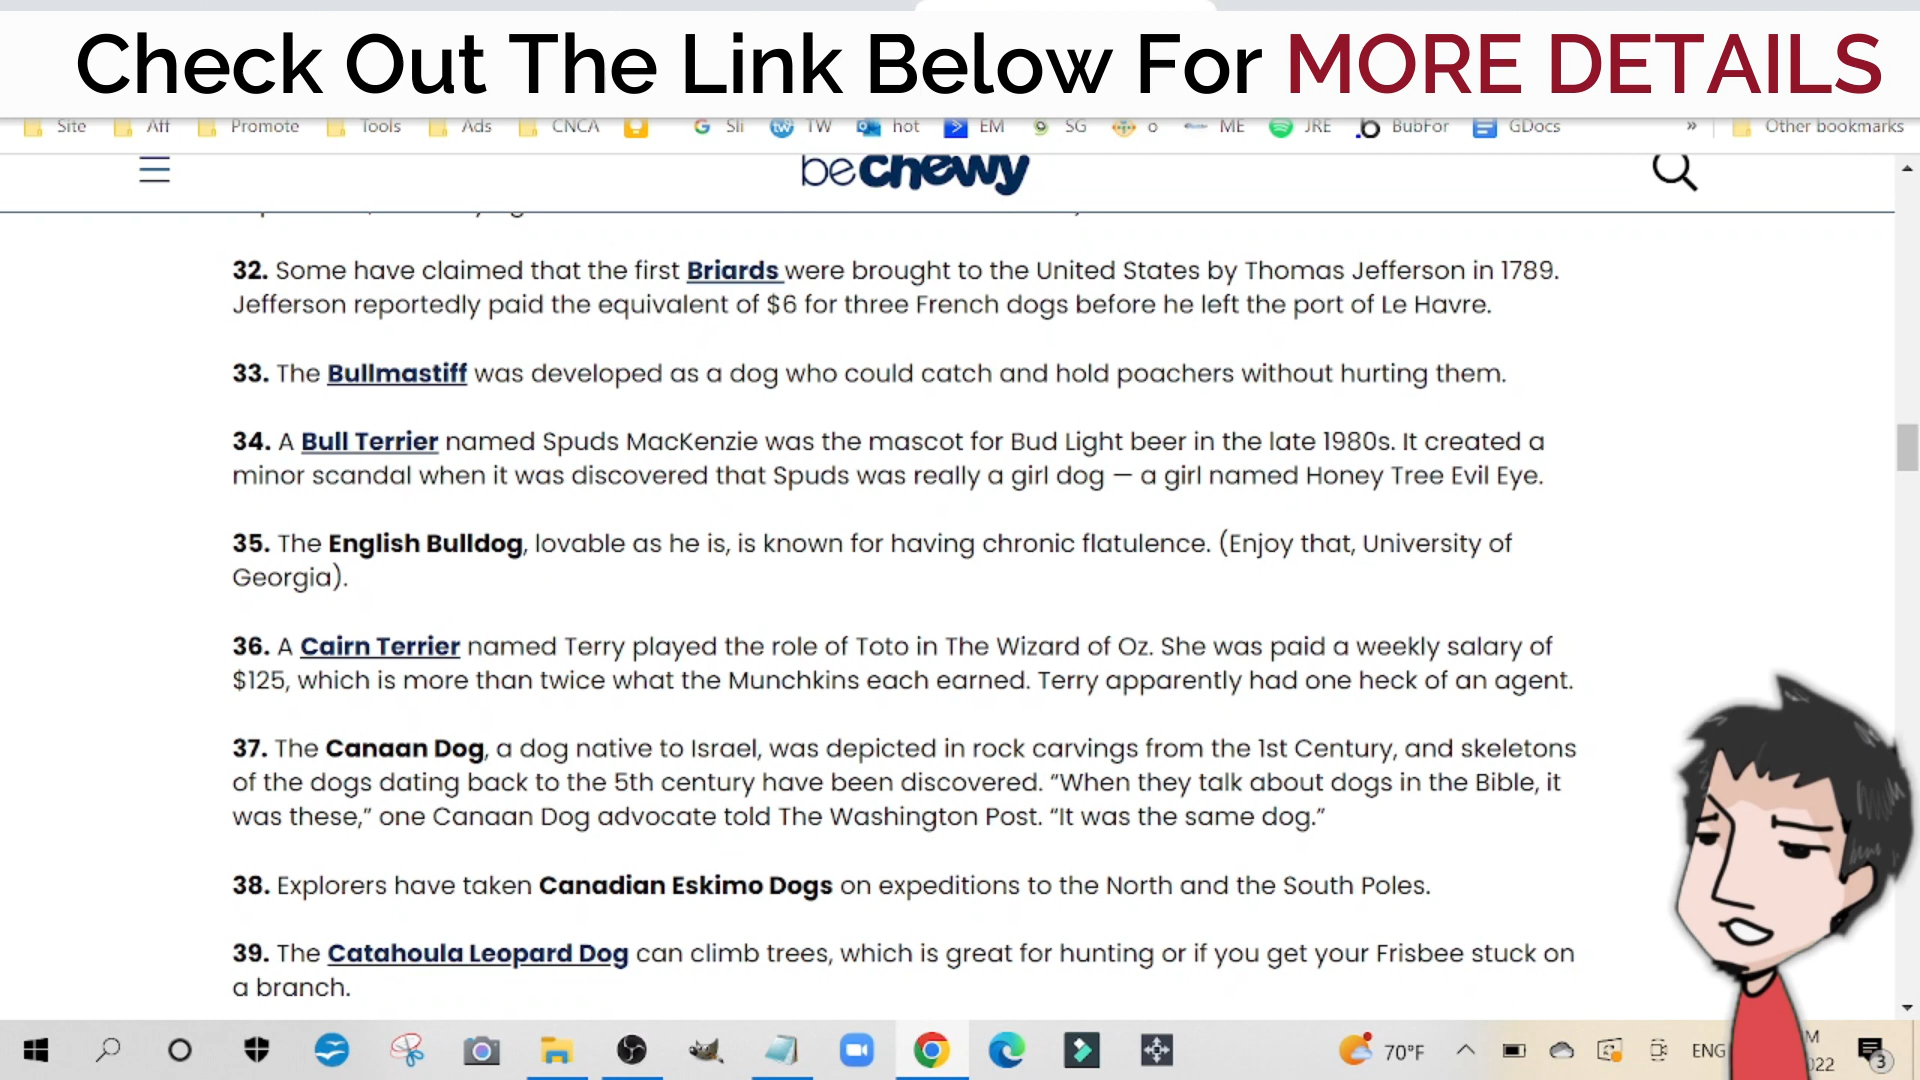 Check Out The Link Below For MORE DETAILS
Site Aff Promote Tools Ads CNCA Sli TW hot EM SG o ME JRE BubFor GDocs » Other bookmarks
be chewy
32. Some have claimed that the first Briards were brought to the United States by Thomas Jefferson in 1789.
Jefferson reportedly paid the equivalent of $6 for three French dogs before he left the port of Le Havre.
33. The Bullmastiff was developed as a dog who could catch and hold poachers without hurting them.
34. A Bull Terrier named Spuds MacKenzie was the mascot for Bud Light beer in the late 1980s. It created a
minor scandal when it was discovered that Spuds was really a girl dog — a girl named Honey Tree Evil Eye.
35. The English Bulldog, lovable as he is, is known for having chronic flatulence. (Enjoy that, University of
Georgia).
36. A Cairn Terrier named Terry played the role of Toto in The Wizard of Oz. She was paid a weekly salary of
$125, which is more than twice what the Munchkins each earned. Terry apparently had one heck of an agent.
37. The Canaan Dog, a dog native to Israel, was depicted in rock carvings from the 1st Century, and skeletons
of the dogs dating back to the 5th century have been discovered. “When they talk about dogs in the Bible, it
was these,” one Canaan Dog advocate told The Washington Post. “It was the same dog.”
38. Explorers have taken Canadian Eskimo Dogs on expeditions to the North and the South Poles.
39. The Catahoula Leopard Dog can climb trees, which is great for hunting or if you get your Frisbee stuck on
a branch.
70°F ENG M
022 3